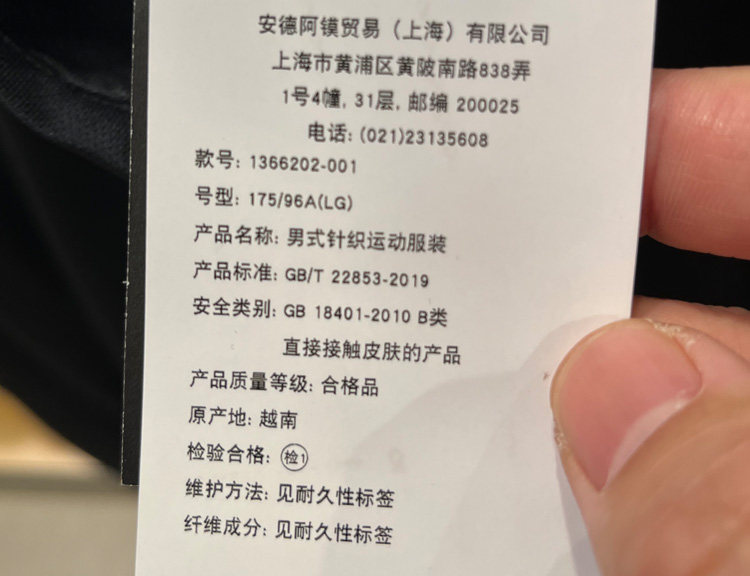 安德阿镆贸易（上海）有限公司
上海市黄浦区黄陂南路838弄
1号4幢, 31层, 邮编 200025
电话: (021)23135608
款号: 1366202-001
号型: 175/96A(LG)
产品名称: 男式针织运动服装
产品标准: GB/T 22853-2019
安全类别: GB 18401-2010 B类
直接接触皮肤的产品
产品质量等级: 合格品
原产地: 越南
检验合格: 检1
维护方法: 见耐久性标签
纤维成分: 见耐久性标签